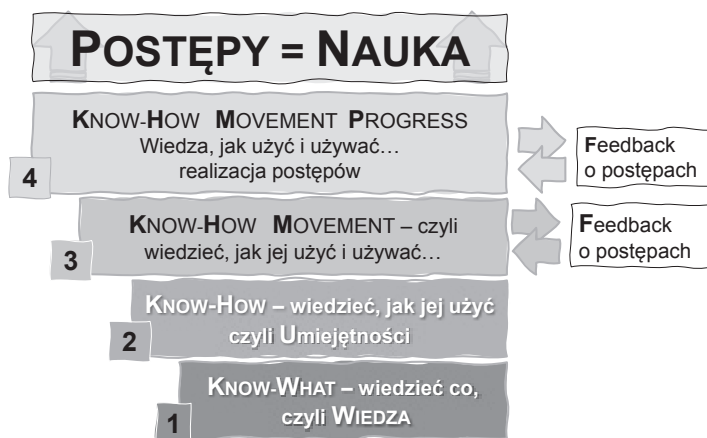 POSTĘPY = NAUKA
KNOW-HOW MOVEMENT PROGRESS
Wiedza, jak użyć i używać…
realizacja postępów
4
Feedback
o postępach
KNOW-HOW MOVEMENT – czyli
wiedzieć, jak jej użyć i używać…
3
Feedback
o postępach
KNOW-HOW – wiedzieć, jak jej użyć
czyli Umiejętności
2
KNOW-WHAT – wiedzieć co,
czyli WIEDZA
1